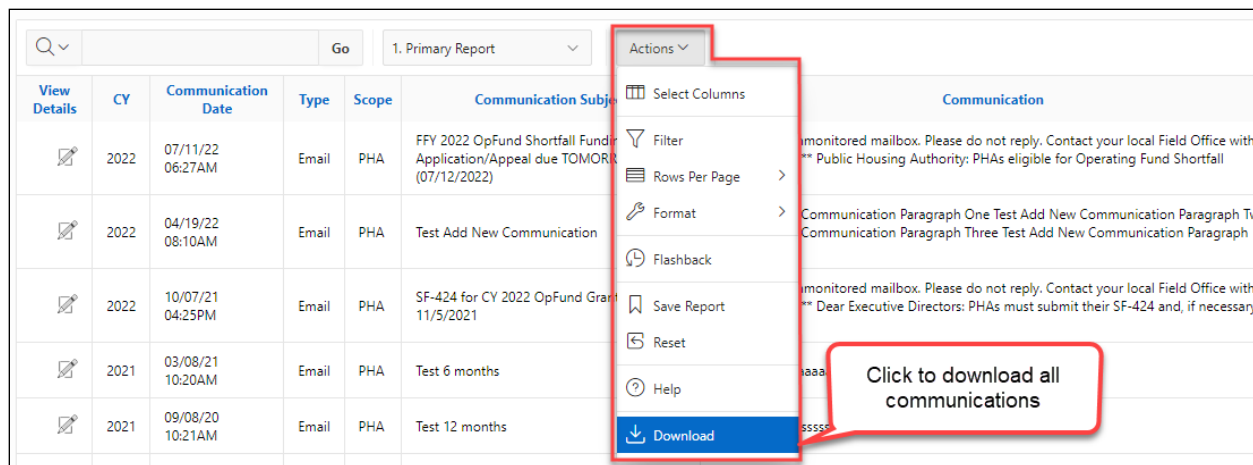 Go
1. Primary Report
Actions
View Details
CY
Communication Date
Type
Scope
Communication
Communication
Select Columns
Filter
Rows Per Page
Format
Flashback
Save Report
Reset
Help
Download
Click to download all
communications
2022
07/11/22
06:27AM
Email
PHA
FFY 2022 OpFund Shortfall
Application/Appeal due
(07/12/2022)
mailbox. Please do not reply. Contact your local Field Office with
** Public Housing Authority: PHAs eligible for Operating Fund Shortfall
2022
04/19/22
08:10AM
Email
PHA
Test Add New Communication
Communication Paragraph One Test Add New Communication Paragraph
Communication Paragraph Three Test Add New Communication Paragraph
2022
10/07/21
04:25PM
Email
PHA
SF-424 for CY 2022 OpFund
11/5/2021
mailbox. Please do not reply. Contact your local Field Office with
** Dear Executive Directors: PHAs must submit their SF-424 and, if necessary
2021
03/08/21
10:20AM
Email
PHA
Test 6 months
2021
09/08/20
10:21AM
Email
PHA
Test 12 months